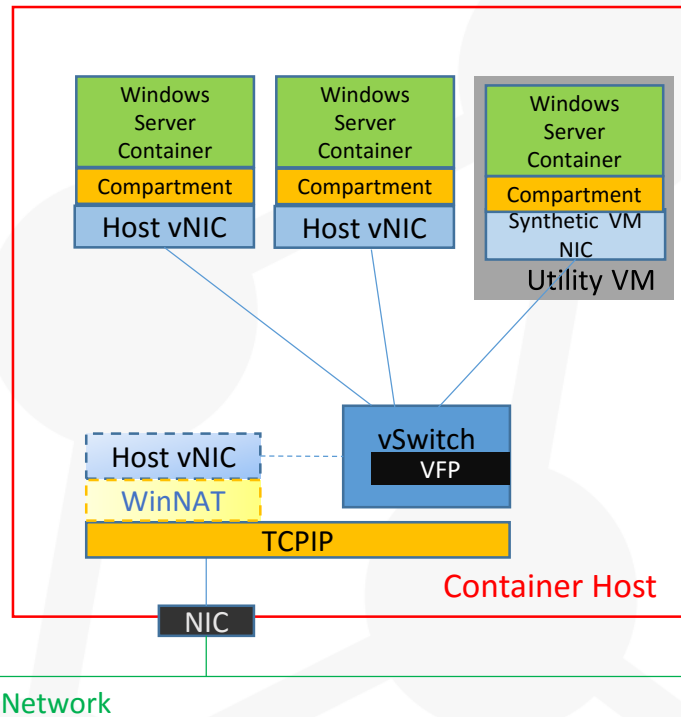 Windows
Server
Container
Compartment
Host vNIC
Windows
Server
Container
Compartment
Host vNIC
Windows
Server
Container
Compartment
Synthetic VM
NIC
Utility VM
vSwitch
VFP
Host vNIC
WinNAT
TCPIP
Container Host
NIC
Network